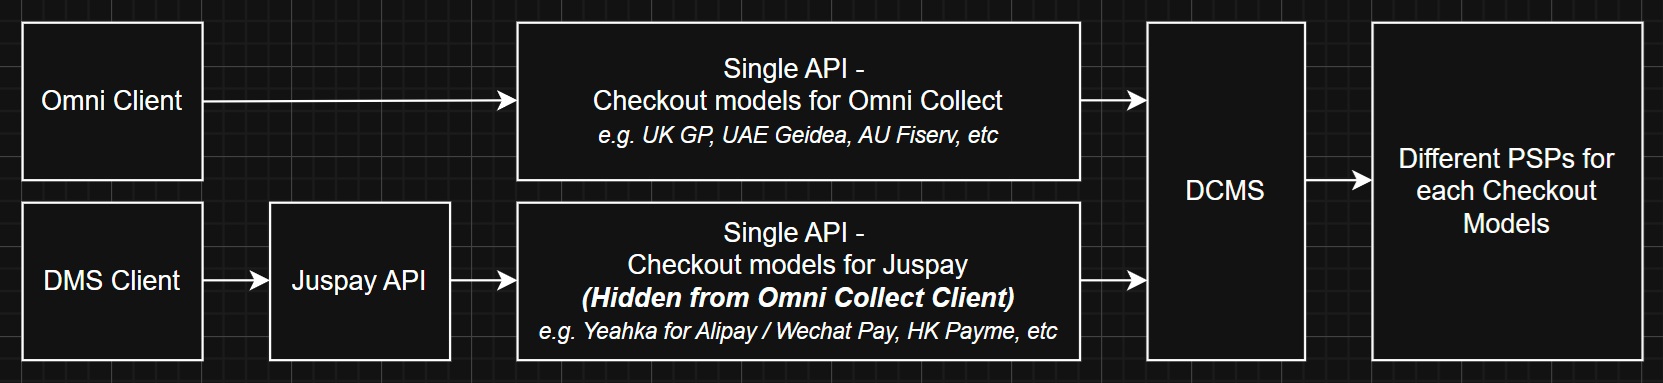 Omni Client
Single API -
Checkout models for Omni Collect
e.g. UK GP, UAE Geidea, AU Fiserv, etc
DMS Client
Juspay API
Single API -
Checkout models for Juspay
(Hidden from Omni Collect Client)
e.g. Yeahka for Alipay / Wechat Pay, HK Payme, etc
DCMS
Different PSPs for
each Checkout
Models